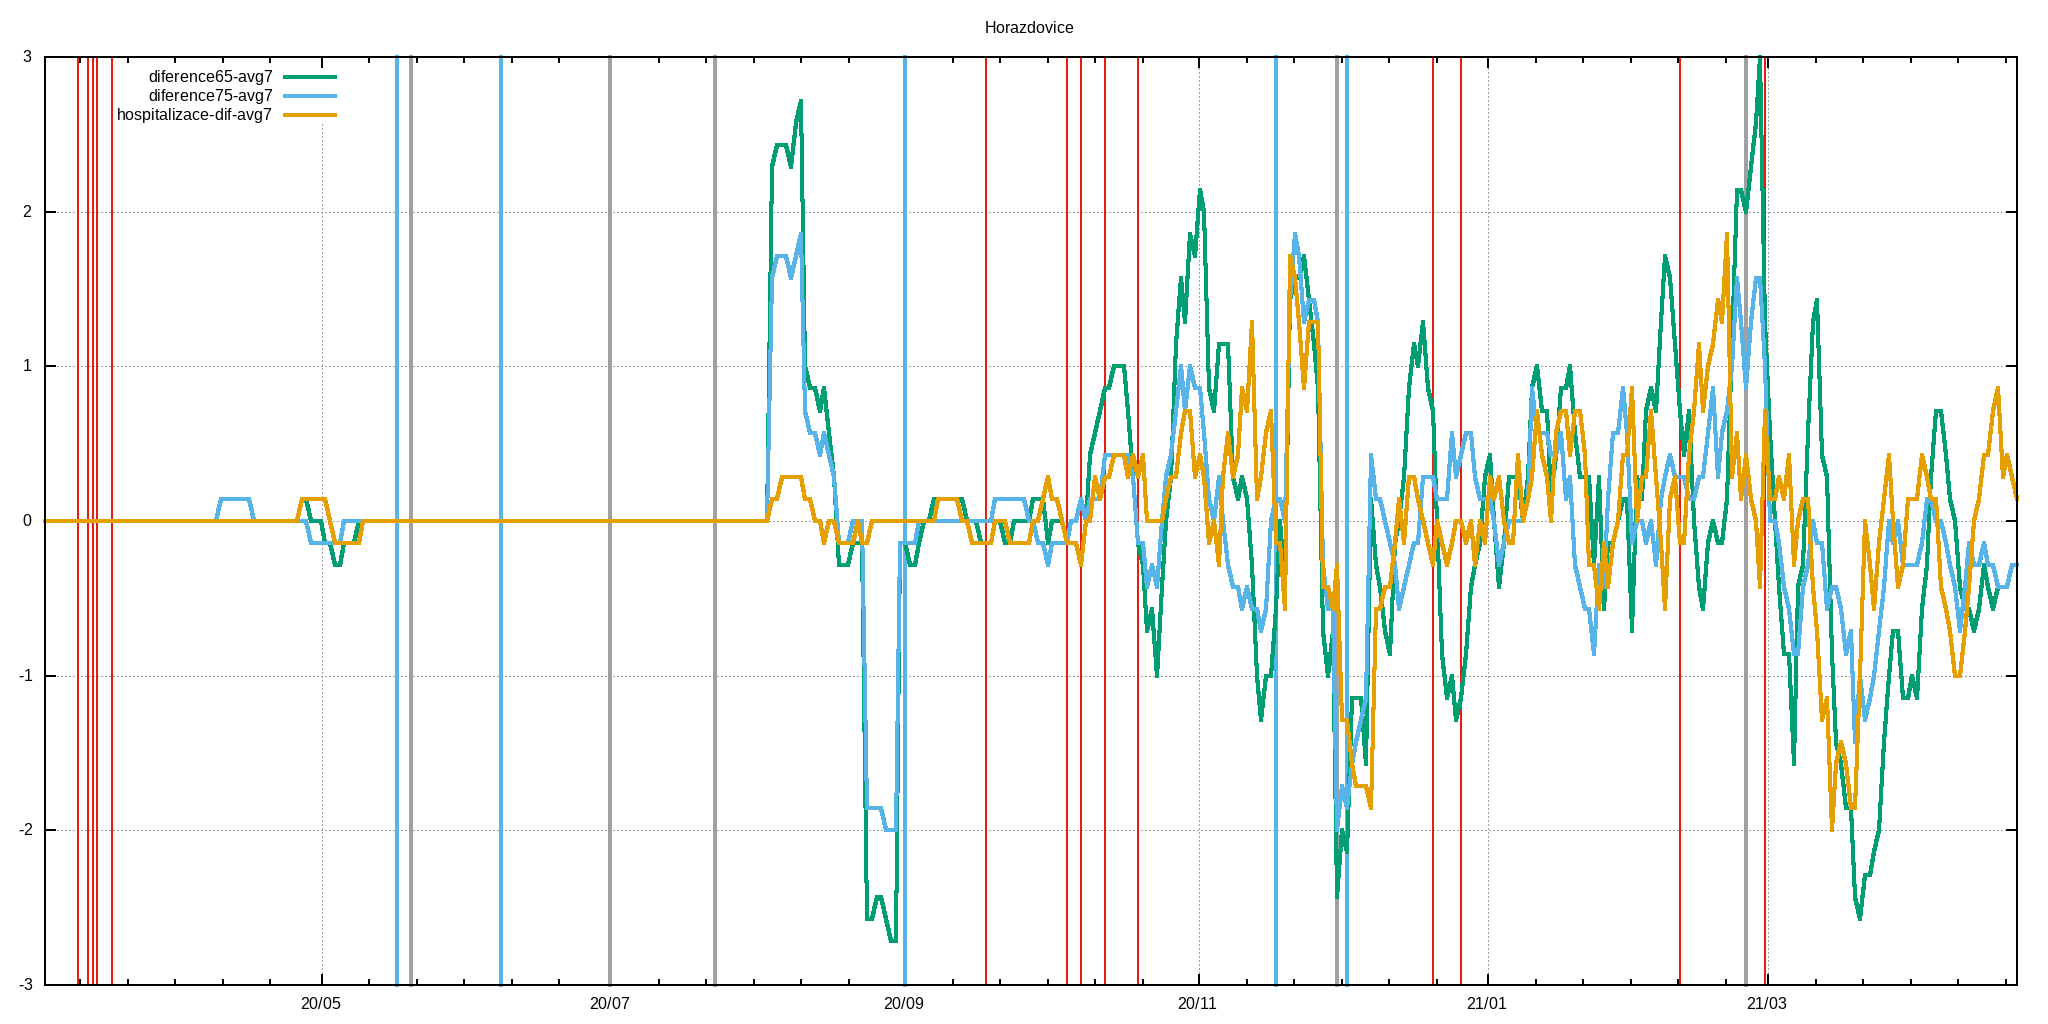 Horazdovice
diference65-avg7
diference75-avg7
hospitalizace-dif-avg7
3
2
1
0
-1
-2
-3
20/05 20/07 20/09 20/11 21/01 21/03